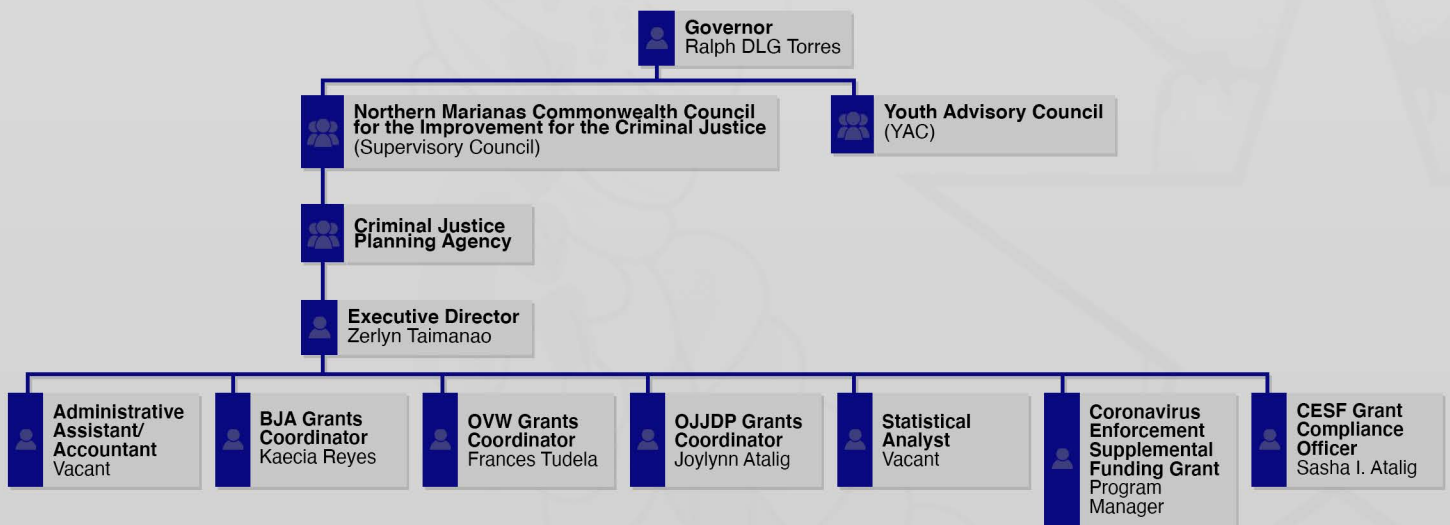 Governor
Ralph DLG Torres
Northern Marianas Commonwealth Council
for the Improvement for the Criminal Justice
(Supervisory Council)
Youth Advisory Council
(YAC)
Criminal Justice
Planning Agency
Executive Director
Zerlyn Taimanao
Administrative
Assistant/
Accountant
Vacant
BJA Grants
Coordinator
Kaecia Reyes
OVW Grants
Coordinator
Frances Tudela
OJJDP Grants
Coordinator
Joylynn Atalig
Statistical
Analyst
Vacant
Coronavirus
Enforcement
Supplemental
Funding Grant
Program
Manager
CESF Grant
Compliance
Officer
Sasha I. Atalig